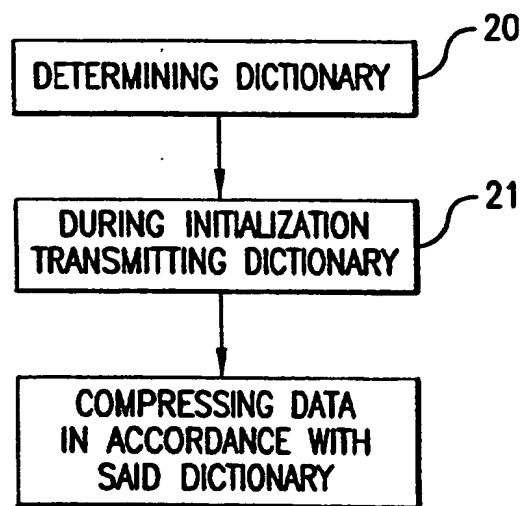 20
DETERMINING DICTIONARY
21
DURING INITIALIZATION
TRANSMITTING DICTIONARY
COMPRESSING DATA
IN ACCORDANCE WITH
SAID DICTIONARY